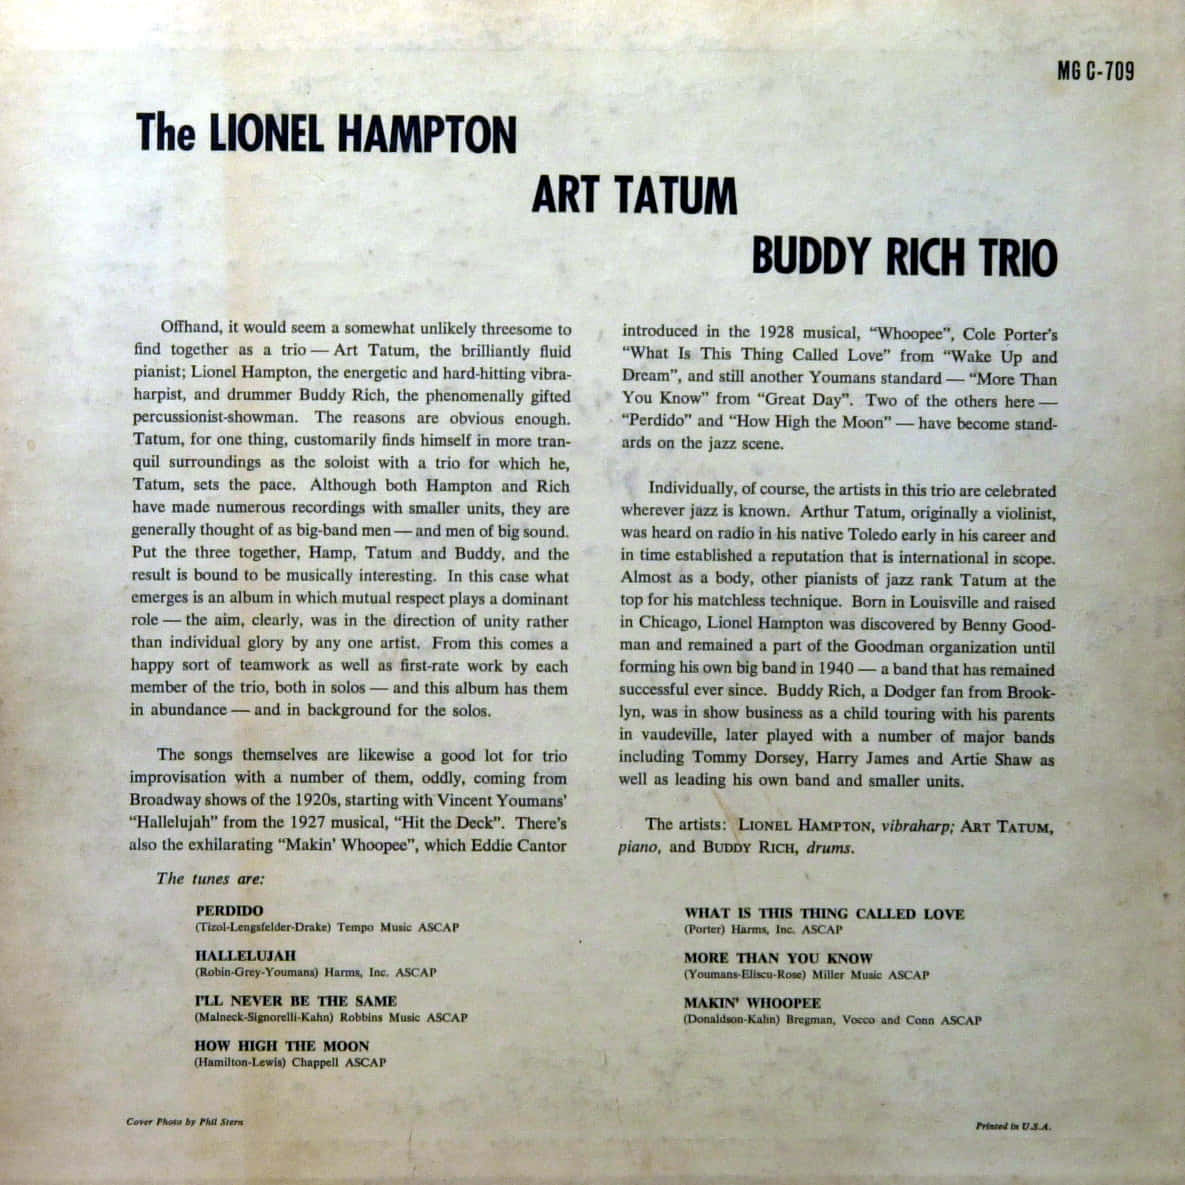 MG C-709
The LIONEL HAMPTON
ART TATUM
BUDDY RICH TRIO
Offhand, it would seem a somewhat unlikely threesome to
find together as a trio — Art Tatum, the brilliantly fluid
pianist; Lionel Hampton, the energetic and hard-hitting vibra-
harpist, and drummer Buddy Rich, the phenomenally gifted
percussionist-showman. The reasons are obvious enough.
Tatum, for one thing, customarily finds himself in more tran-
quil surroundings as the soloist with a trio for which he,
Tatum, sets the pace. Although both Hampton and Rich
have made numerous recordings with smaller units, they are
generally thought of as big-band men — and men of big sound.
Put the three together, Hamp, Tatum and Buddy, and the
result is bound to be musically interesting. In this case what
emerges is an album in which mutual respect plays a dominant
role — the aim, clearly, was in the direction of unity rather
than individual glory by any one artist. From this comes a
happy sort of teamwork as well as first-rate work by each
member of the trio, both in solos — and this album has them
in abundance — and in background for the solos.
The songs themselves are likewise a good lot for trio
improvisation with a number of them, oddly, coming from
Broadway shows of the 1920s, starting with Vincent Youmans'
"Hallelujah" from the 1927 musical, "Hit the Deck". There's
also the exhilarating "Makin' Whoopee", which Eddie Cantor
introduced in the 1928 musical, "Whoopee", Cole Porter's
"What Is This Thing Called Love" from "Wake Up and
Dream", and still another Youmans standard — "More Than
You Know" from "Great Day". Two of the others here —
"Perdido" and "How High the Moon" — have become stand-
ards on the jazz scene.
Individually, of course, the artists in this trio are celebrated
wherever jazz is known. Arthur Tatum, originally a violinist,
was heard on radio in his native Toledo early in his career and
in time established a reputation that is international in scope.
Almost as a body, other pianists of jazz rank Tatum at the
top for his matchless technique. Born in Louisville and raised
in Chicago, Lionel Hampton was discovered by Benny Good-
man and remained a part of the Goodman organization until
forming his own big band in 1940 — a band that has remained
successful ever since. Buddy Rich, a Dodger fan from Brook-
lyn, was in show business as a child touring with his parents
in vaudeville, later played with a number of major bands
including Tommy Dorsey, Harry James and Artie Shaw as
well as leading his own band and smaller units.
The artists: LIONEL HAMPTON, vibraharp; ART TATUM,
piano, and BUDDY RICH, drums.
The tunes are:
PERDIDO
(Tizol-Lengsfelder-Drake) Tempo Music ASCAP
HALLELUJAH
(Robin-Grey-Youmans) Harms, Inc. ASCAP
I'LL NEVER BE THE SAME
(Malneck-Signorelli-Kahn) Robbins Music ASCAP
HOW HIGH THE MOON
(Hamilton-Lewis) Chappell ASCAP
WHAT IS THIS THING CALLED LOVE
(Porter) Harms, Inc. ASCAP
MORE THAN YOU KNOW
(Youmans-Eliscu-Rose) Miller Music ASCAP
MAKIN' WHOOPEE
(Donaldson-Kahn) Bregman, Vocco and Conn ASCAP
Cover Photo by Phil Stern
Printed in U.S.A.